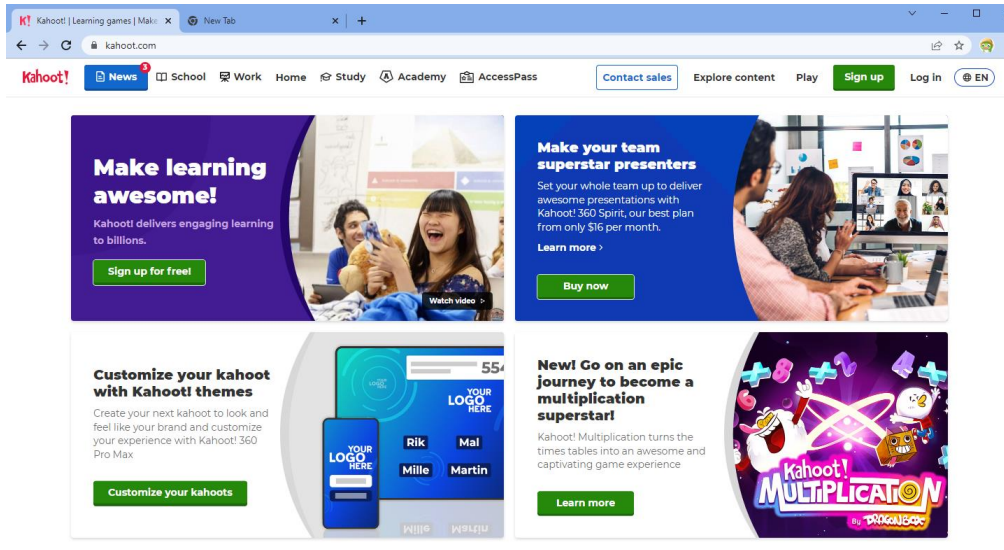 K! Kahoot! | Learning games | Make
New Tab
kahoot.com
Kahoot!
News
3
School
Work
Home
Study
Academy
AccessPass
Contact sales
Explore content
Play
Sign up
Log in
EN
Make learning
awesome!
Kahoot! delivers engaging learning
to billions.
Sign up for free!
Watch video >
Make your team
superstar presenters
Set your whole team up to deliver
awesome presentations with
Kahoot! 360 Spirit, our best plan
from only $16 per month.
Learn more >
Buy now
Customize your kahoot
with Kahoot! themes
Create your next kahoot to look and
feel like your brand and customize
your experience with Kahoot! 360
Pro Max
Customize your kahoots
554
YOUR
LOGO
HERE
YOUR
LOGO
HERE
Rik
Mal
Mille
Martin
Mille
Martin
New! Go on an epic
journey to become a
multiplication
superstar!
Kahoot! Multiplication turns the
times tables into an awesome and
captivating game experience
Learn more
6
8
2
4
3
Kahoot!
MULTIPLICATION
By DRAGONBOX